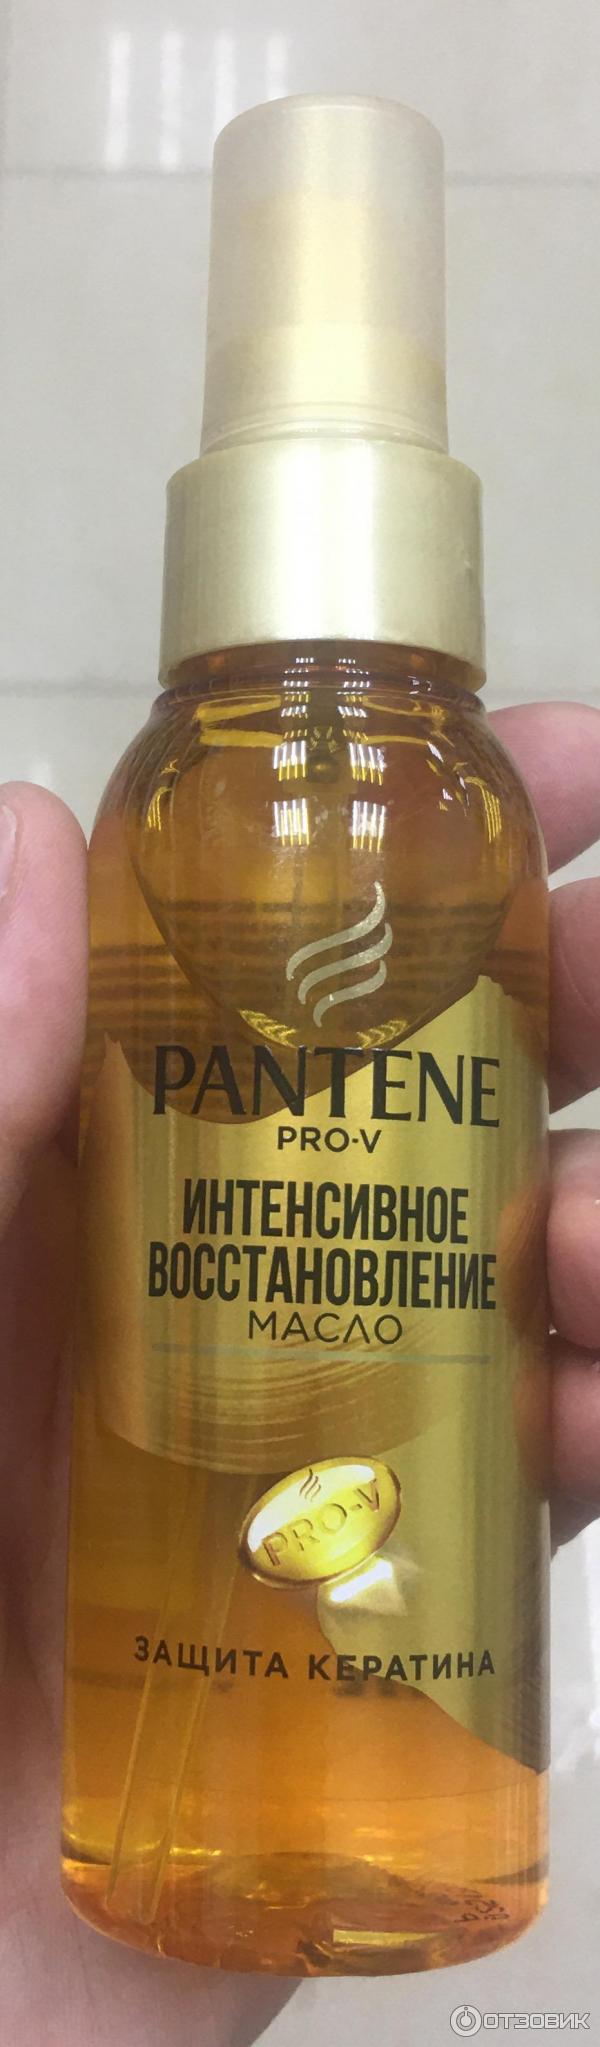 PANTENE
PRO-V
ИНТЕНСИВНОЕ
ВОССТАНОВЛЕНИЕ
МАСЛО
PRO-V
ЗАЩИТА КЕРАТИНА
ОТЗОВИК